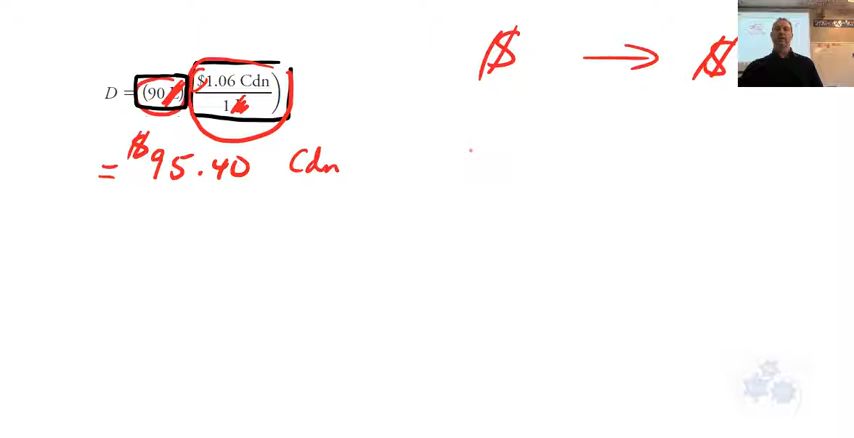 $ → $
D = (90 L) ($1.06 Cdn / 1 L)
= $95.40 Cdn